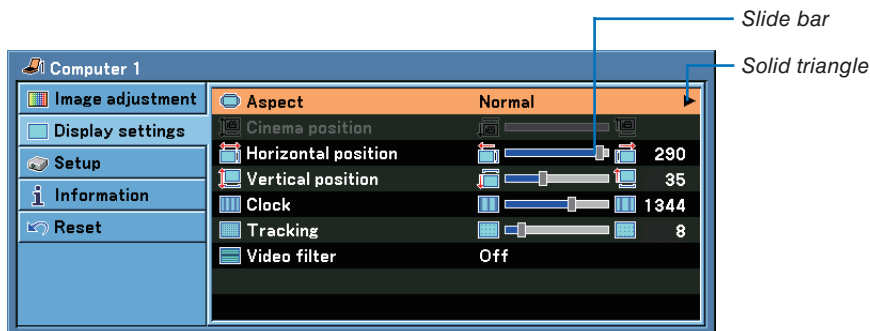 Slide bar
Solid triangle
Computer 1
Image adjustment
Display settings
Setup
Information
Reset
Aspect Normal
Cinema position
Horizontal position 290
Vertical position 35
Clock 1344
Tracking 8
Video filter Off